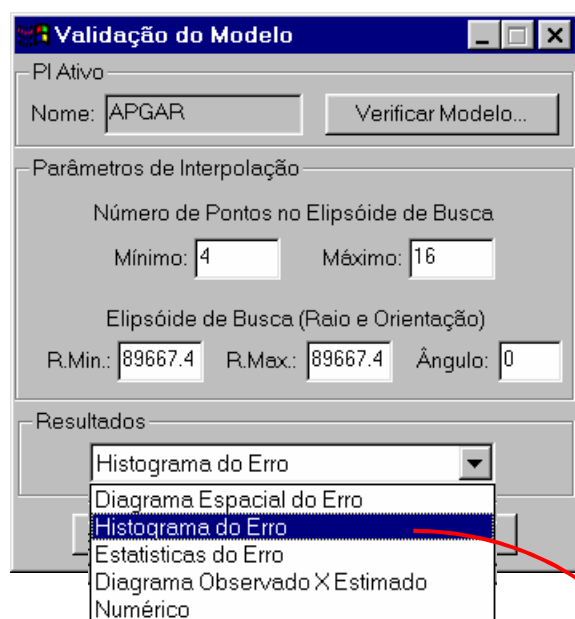 Validação do Modelo
PI Ativo
Nome: APGAR Verificar Modelo...
Parâmetros de Interpolação
Número de Pontos no Elipsóide de Busca
Mínimo: 4 Máximo: 16
Elipsóide de Busca (Raio e Orientação)
R.Min.: 89667.4 R.Max.: 89667.4 Ângulo: 0
Resultados
Histograma do Erro
Diagrama Espacial do Erro
Histograma do Erro
Estatisticas do Erro
Diagrama Observado X Estimado
Numérico